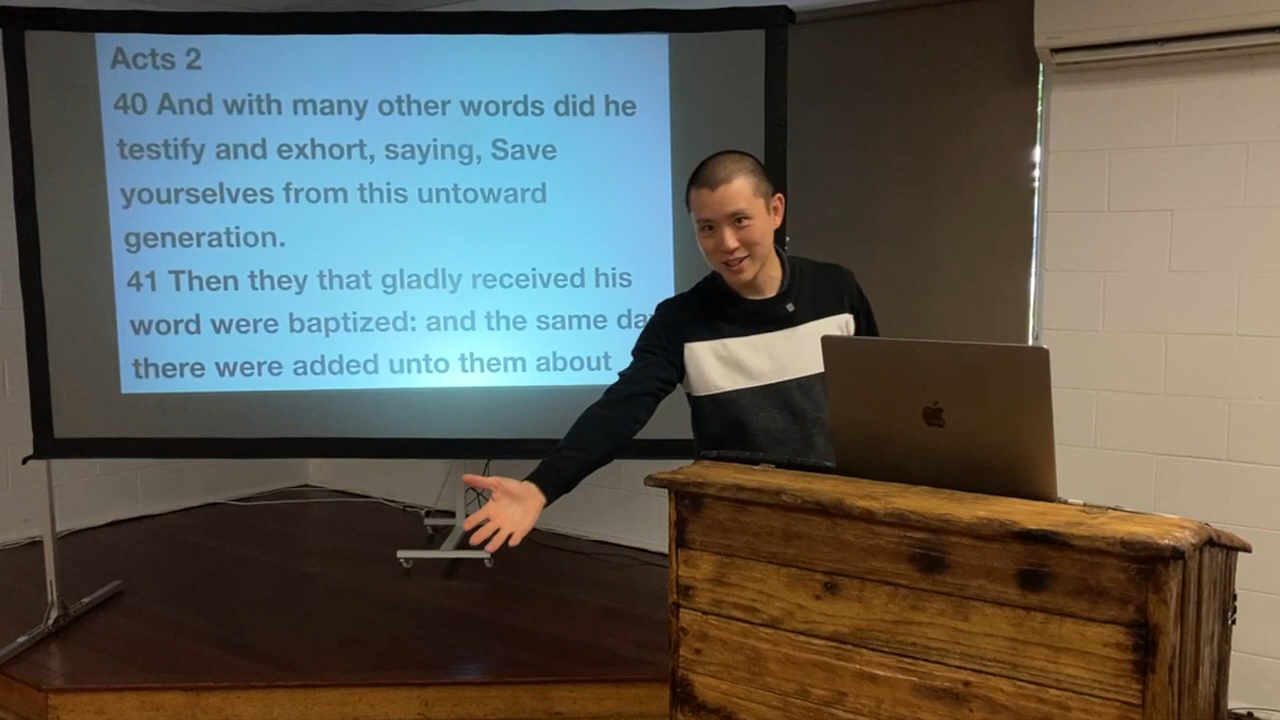 Acts 2
40 And with many other words did he
testify and exhort, saying, Save
yourselves from this untoward
generation.
41 Then they that gladly received his
word were baptized: and the same
there were added unto them about